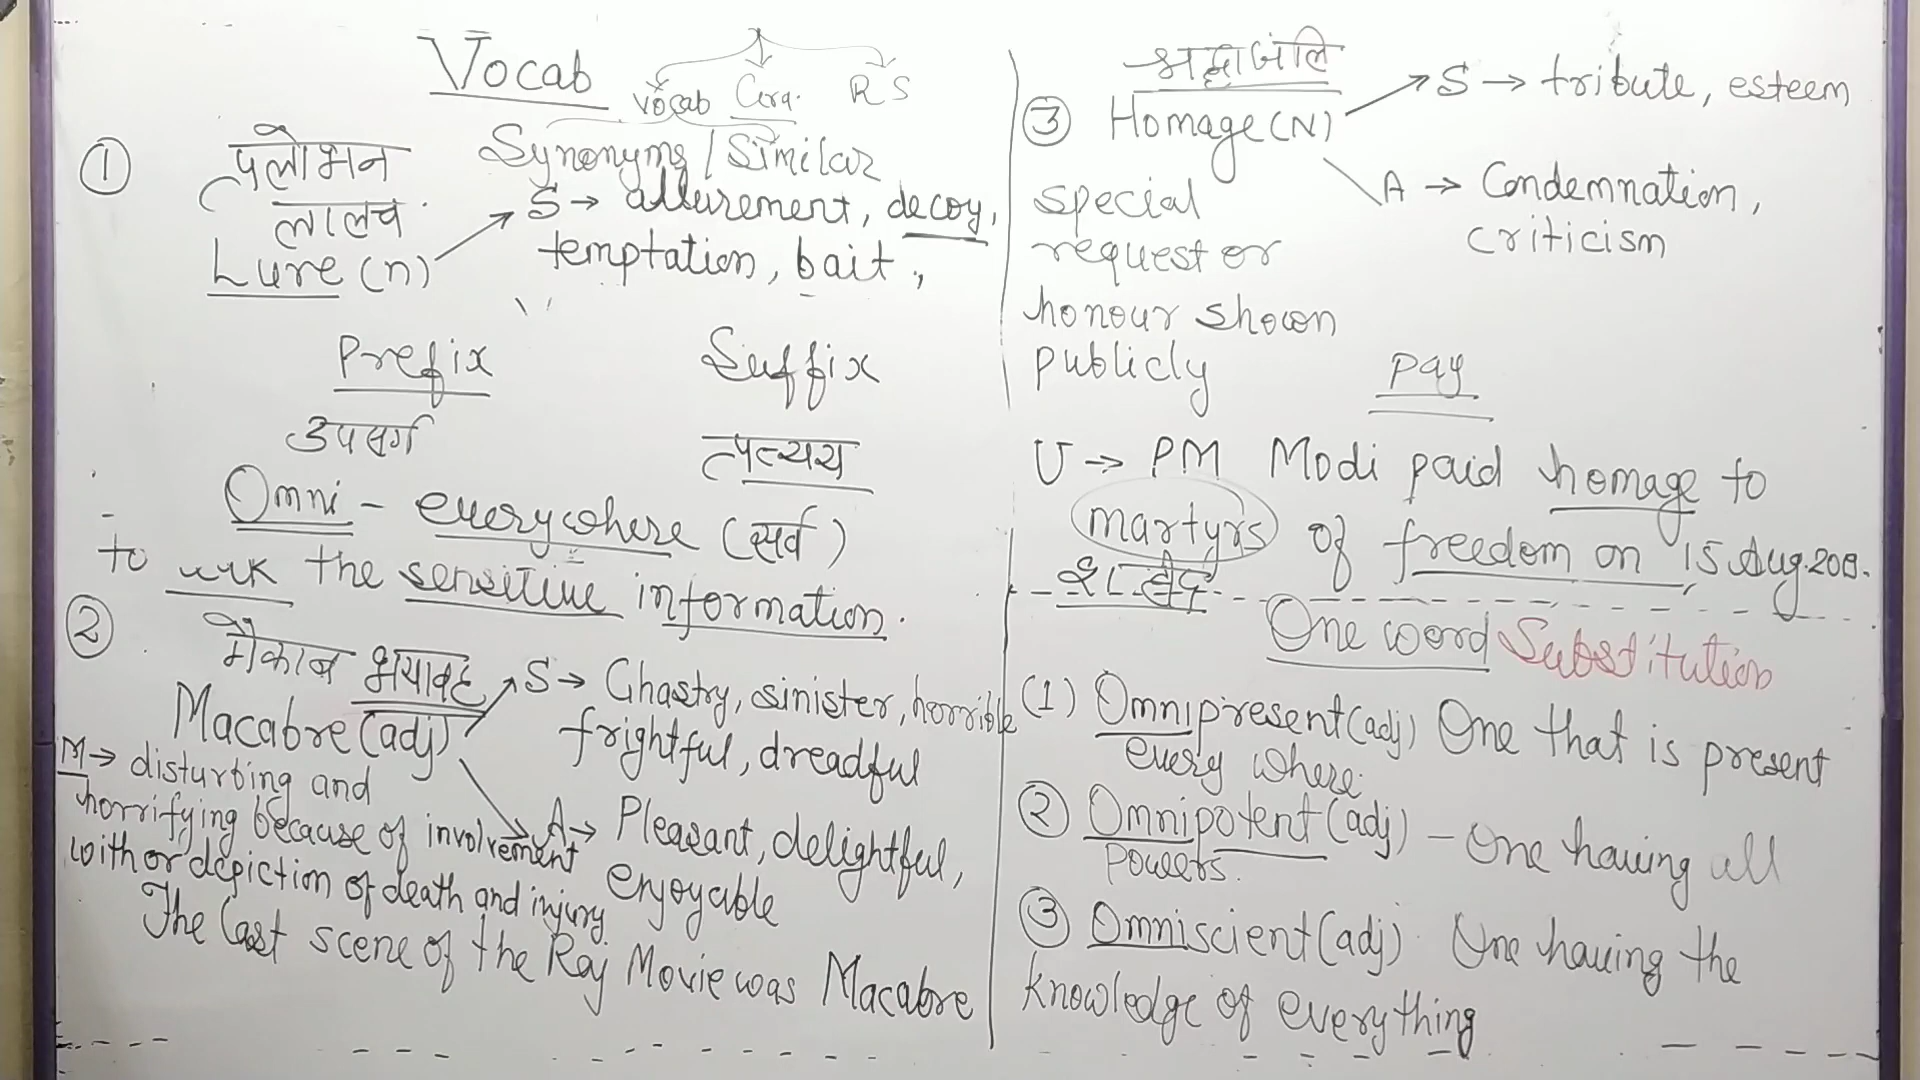 Vocab
vocab Gra. R S
① प्रलोभन Synonyms / Similar
लालच
Lure (n) S → allurement, decoy,
temptation, bait,
Prefix Suffix
उपसर्ग प्रत्यय
Omni - everywhere (सर्व)
to the sensitive information.
② मैकाब्र भयावह
Macabre (adj) S → Ghastly, sinister, horrible
frightful, dreadful
M → disturbing and
horrifying because of involvement
with or depiction of death and injury
A → Pleasant, delightful,
enjoyable
The last scene of the Raj Movie was Macabre
श्रद्धांजलि
③ Homage (N) S → tribute, esteem
A → Condemnation,
criticism
special
request or
honour shown
publicly pay
U → PM Modi paid homage to
martyrs of freedom on 15 Aug.
शहीद
One word Substitution
(1) Omnipresent (adj) One that is present
every where.
② Omnipotent (adj) - One having all
Powers.
③ Omniscient (adj) One having the
knowledge of everything